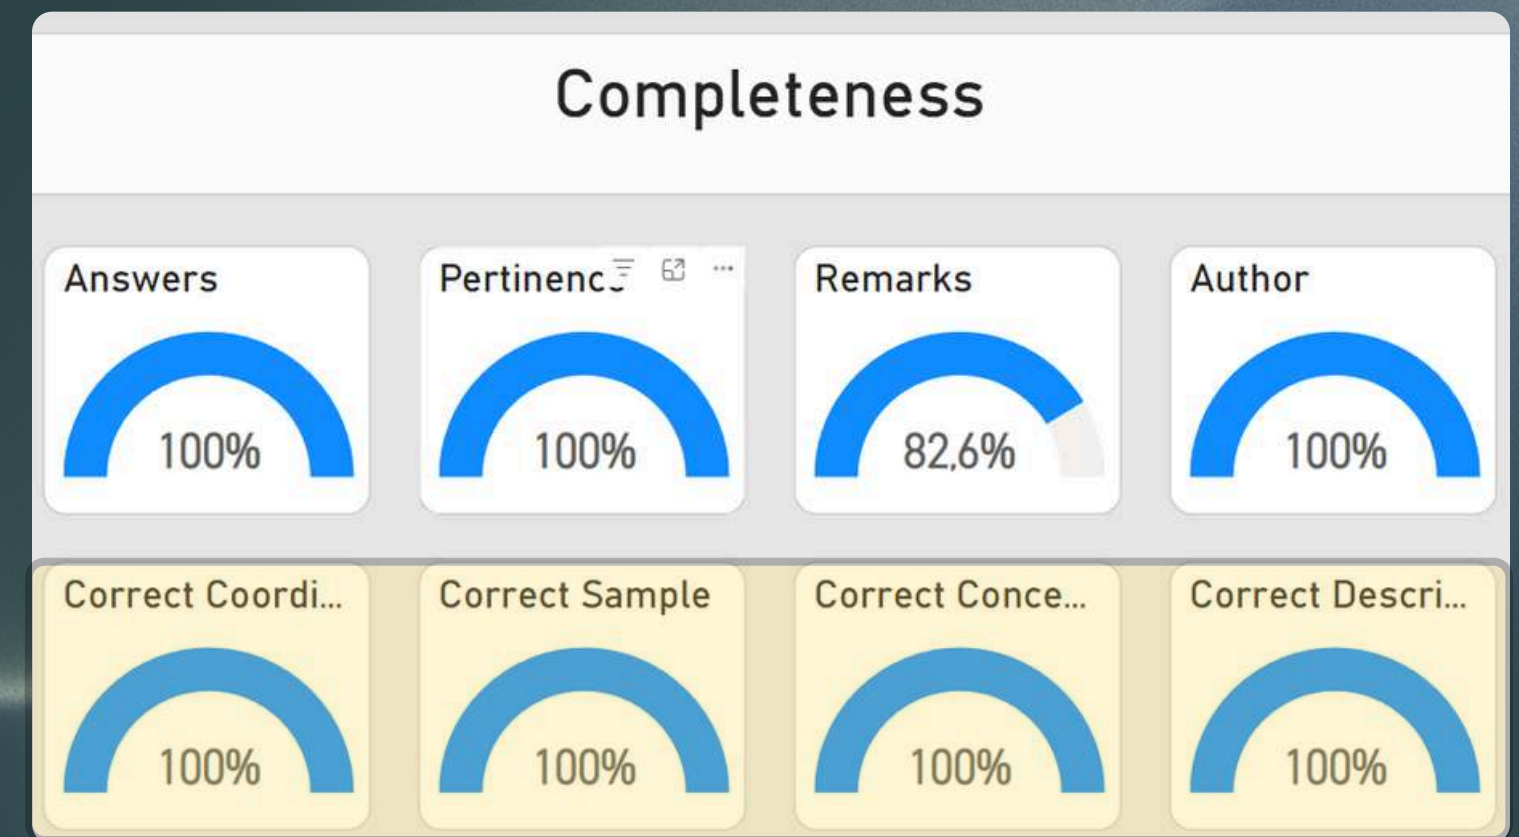 Completeness
Answers
Pertinenc
Remarks
Author
100%
100%
82,6%
100%
Correct Coordi...
Correct Sample
Correct Conce...
Correct Descri...
100%
100%
100%
100%